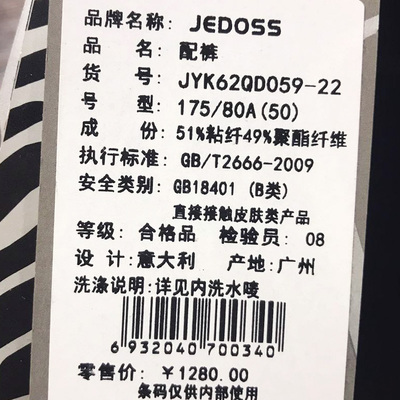 品牌名称: JEDOSS
品 名: 配裤
货 号: JYK62QD059-22
号 型: 175/80A(50)
成 份: 51%粘纤49%聚酯纤维
执行标准: GB/T2666-2009
安全类别: GB18401 (B类)
直接接触皮肤类产品
等级: 合格品 检验员: 08
设计:意大利 产地:广州
洗涤说明:详见内洗水唛
6932040700340
零售价: ￥1280.00
条码仅供内部使用